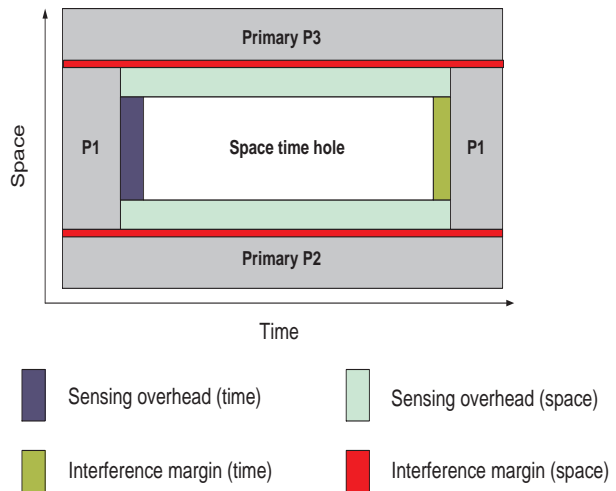 Primary P3
P1
Space time hole
P1
Primary P2
Space
Time
Sensing overhead (time)
Sensing overhead (space)
Interference margin (time)
Interference margin (space)